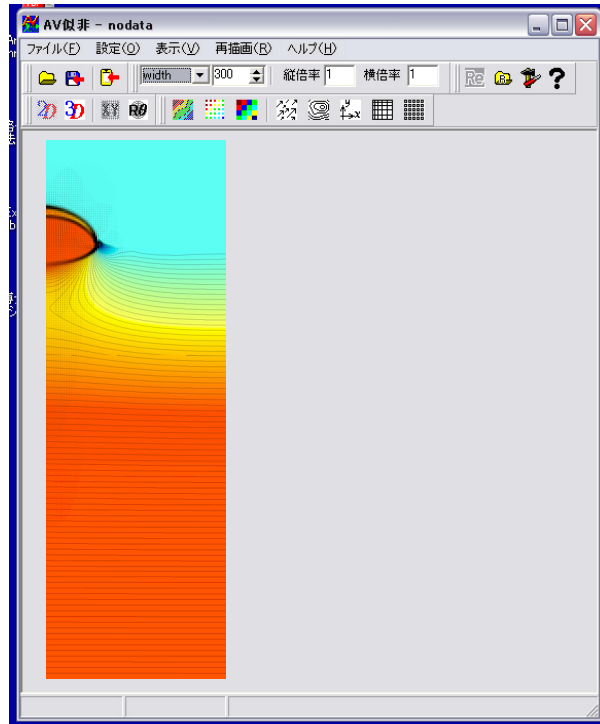 AV似非 - nodata
ファイル(F) 設定(O) 表示(V) 再描画(R) ヘルプ(H)
width 300 縦倍率 1 横倍率 1 Re
2D 3D XY Rθ